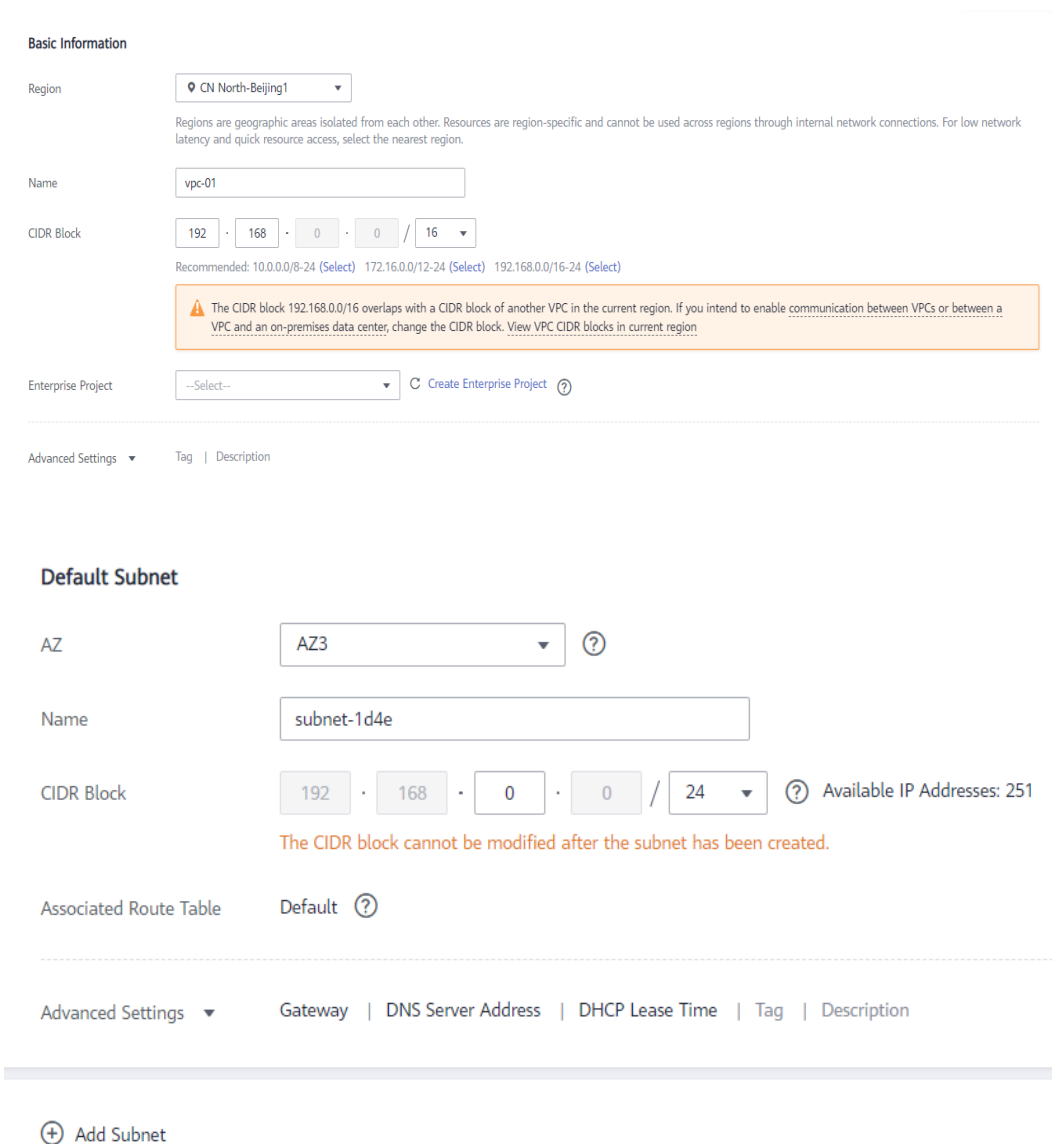 Basic Information
Region
CN North-Beijing1
Regions are geographic areas isolated from each other. Resources are region-specific and cannot be used across regions through internal network connections. For low network
latency and quick resource access, select the nearest region.
Name
vpc-01
CIDR Block
192 · 168 · 0 · 0 / 16
Recommended: 10.0.0.0/8-24 (Select) 172.16.0.0/12-24 (Select) 192.168.0.0/16-24 (Select)
The CIDR block 192.168.0.0/16 overlaps with a CIDR block of another VPC in the current region. If you intend to enable communication between VPCs or between a
VPC and an on-premises data center, change the CIDR block. View VPC CIDR blocks in current region
Enterprise Project
--Select--
Create Enterprise Project ?
Advanced Settings
Tag | Description
Default Subnet
AZ
AZ3
?
Name
subnet-1d4e
CIDR Block
192 · 168 · 0 · 0 / 24
? Available IP Addresses: 251
The CIDR block cannot be modified after the subnet has been created.
Associated Route Table
Default ?
Advanced Settings
Gateway | DNS Server Address | DHCP Lease Time | Tag | Description
Add Subnet